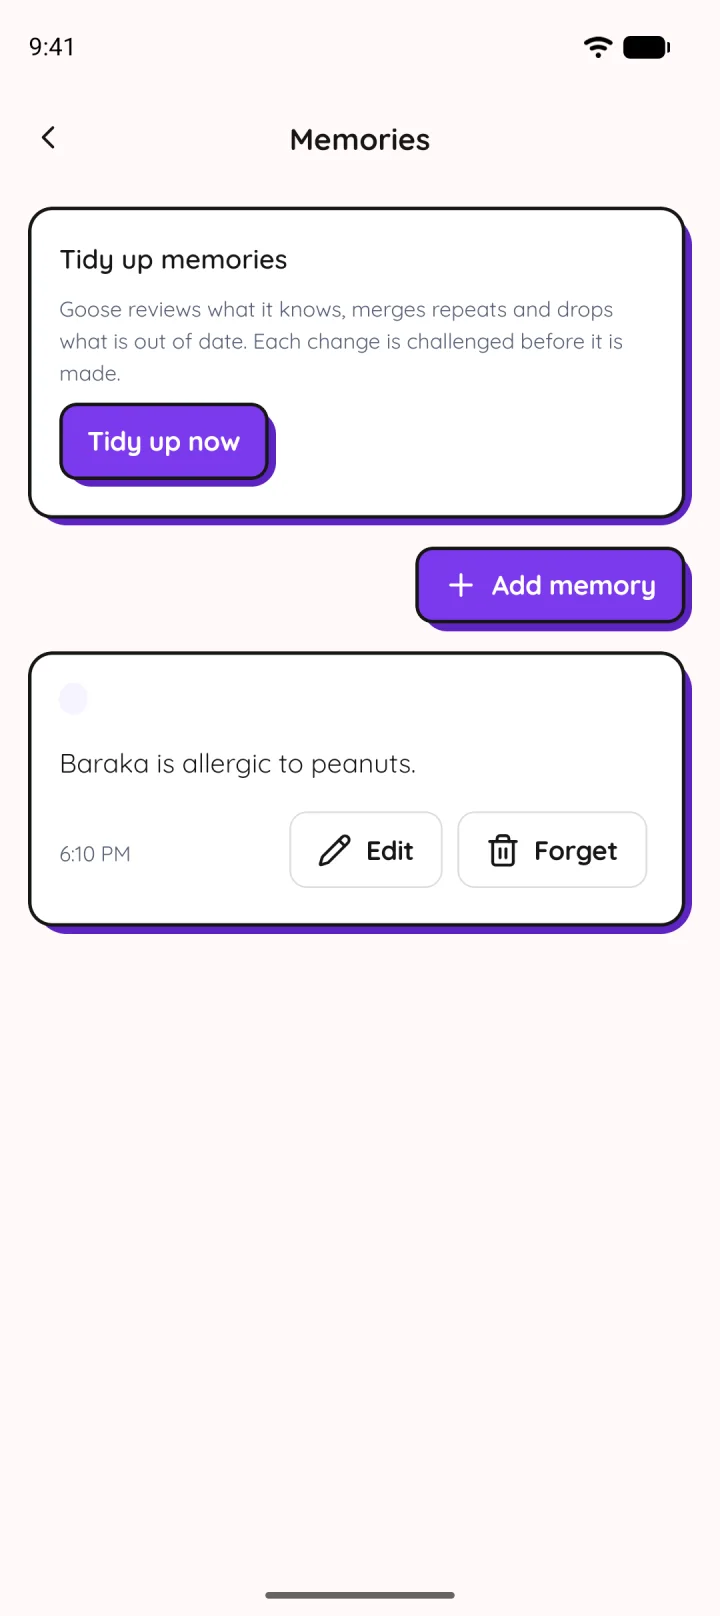 9:41
Memories
Tidy up memories
Goose reviews what it knows, merges repeats and drops
what is out of date. Each change is challenged before it is
made.
Tidy up now
Add memory
Baraka is allergic to peanuts.
6:10 PM
Edit
Forget